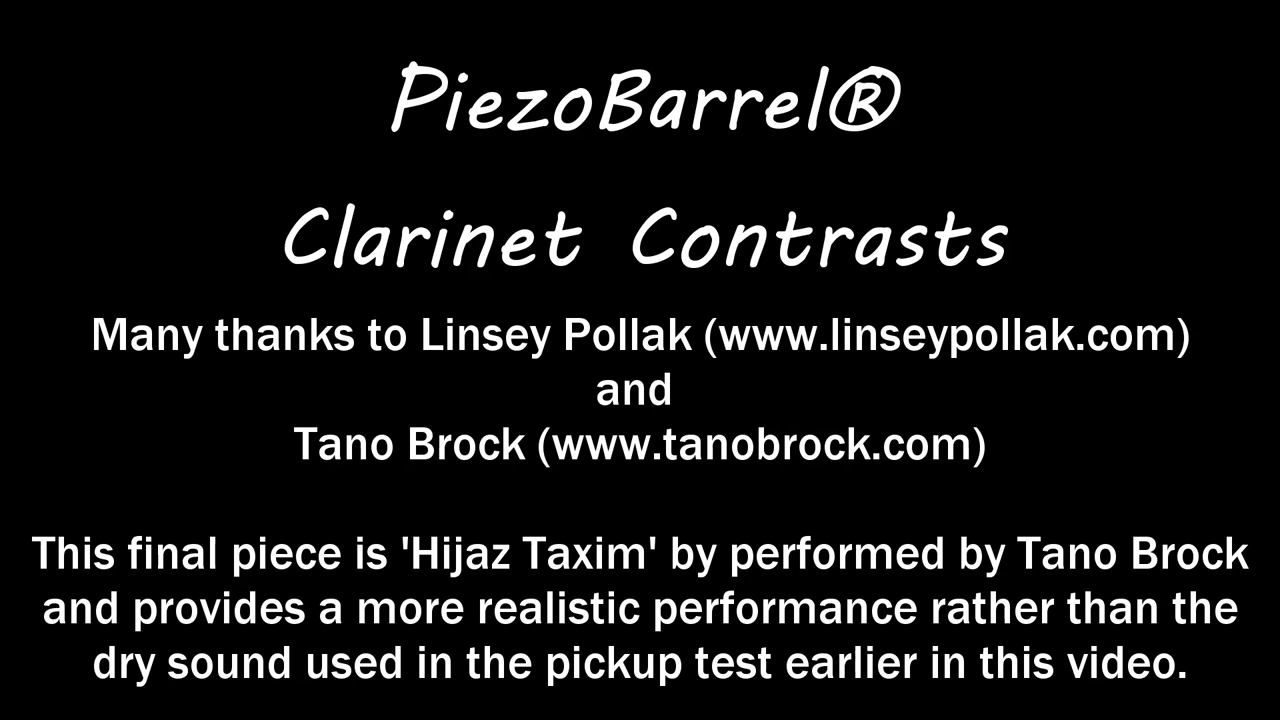 PiezoBarrel®
Clarinet Contrasts
Many thanks to Linsey Pollak (www.linseypollak.com)
and
Tano Brock (www.tanobrock.com)
This final piece is 'Hijaz Taxim' by performed by Tano Brock
and provides a more realistic performance rather than the
dry sound used in the pickup test earlier in this video.